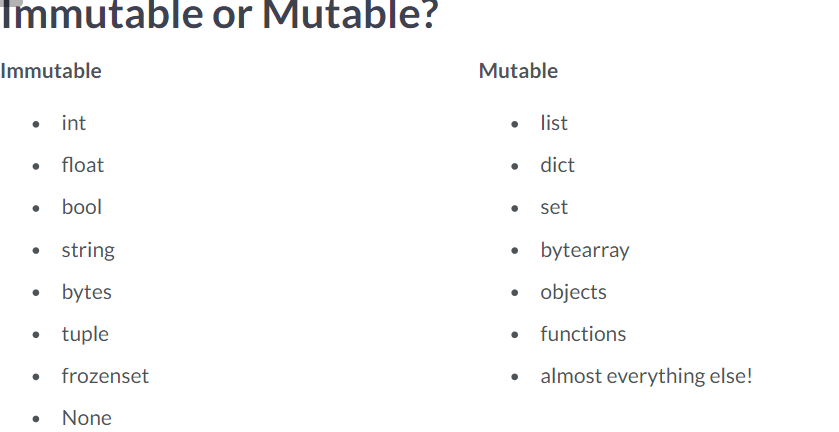 Immutable or Mutable?
Immutable
• int
• float
• bool
• string
• bytes
• tuple
• frozenset
• None
Mutable
• list
• dict
• set
• bytearray
• objects
• functions
• almost everything else!